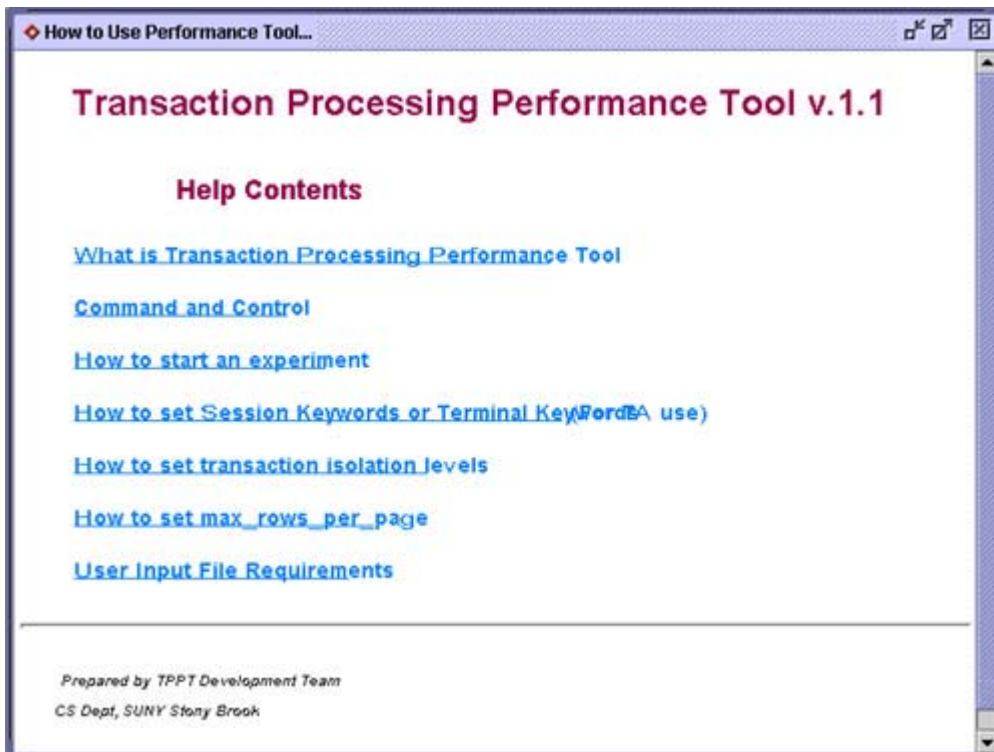 How to Use Performance Tool...
Transaction Processing Performance Tool v.1.1
Help Contents
What is Transaction Processing Performance Tool
Command and Control
How to start an experiment
How to set Session Keywords or Terminal Keywords(For TA use)
How to set transaction isolation levels
How to set max_rows_per_page
User Input File Requirements
Prepared by TPPT Development Team
CS Dept, SUNY Stony Brook